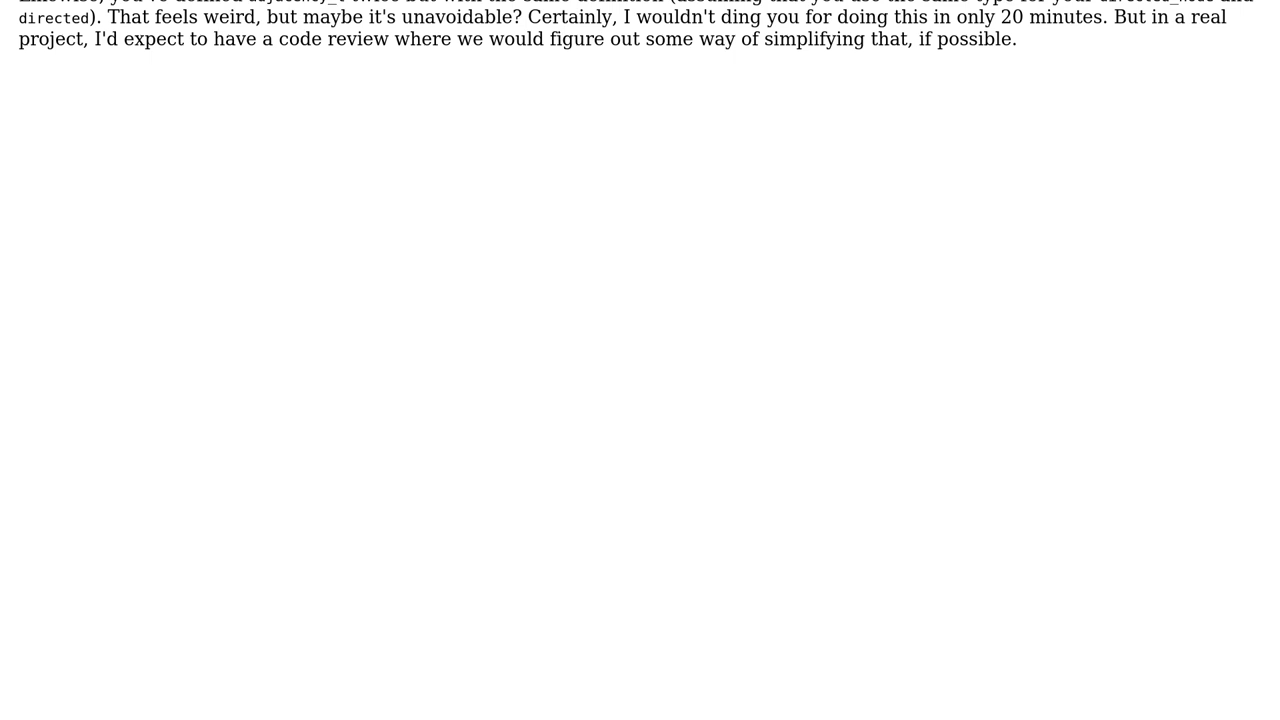 directed). That feels weird, but maybe it's unavoidable? Certainly, I wouldn't ding you for doing this in only 20 minutes. But in a real
project, I'd expect to have a code review where we would figure out some way of simplifying that, if possible.